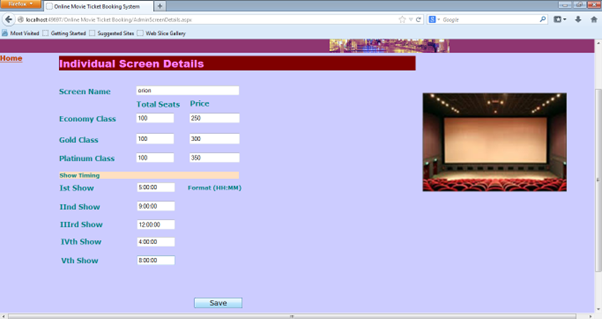 Firefox
Online Movie Ticket Booking System
localhost:49697/Online Movie Ticket Booking/AdminScreenDetails.aspx
Google
Most Visited Getting Started Suggested Sites Web Slice Gallery
Home
Individual Screen Details
Screen Name orion
Total Seats Price
Economy Class 100 250
Gold Class 100 300
Platinum Class 100 350
Show Timing
Ist Show 5:00:00 Format (HH:MM)
IInd Show 9:00:00
IIIrd Show 12:00:00
IVth Show 4:00:00
Vth Show 8:00:00
Save